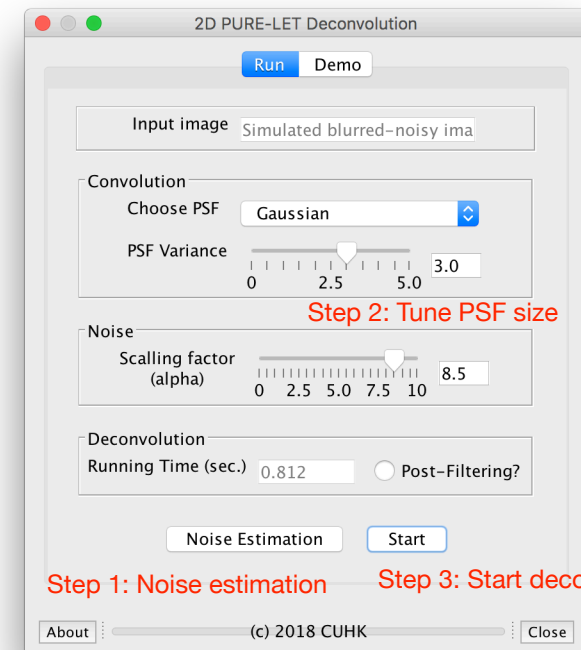 2D PURE-LET Deconvolution
Run Demo
Input image Simulated blurred-noisy ima
Convolution
Choose PSF Gaussian
PSF Variance 3.0
0 2.5 5.0
Step 2: Tune PSF size
Noise
Scalling factor
(alpha) 8.5
0 2.5 5.0 7.5 10
Deconvolution
Running Time (sec.) 0.812 Post-Filtering?
Noise Estimation Start
Step 1: Noise estimation Step 3: Start deco
About (c) 2018 CUHK Close